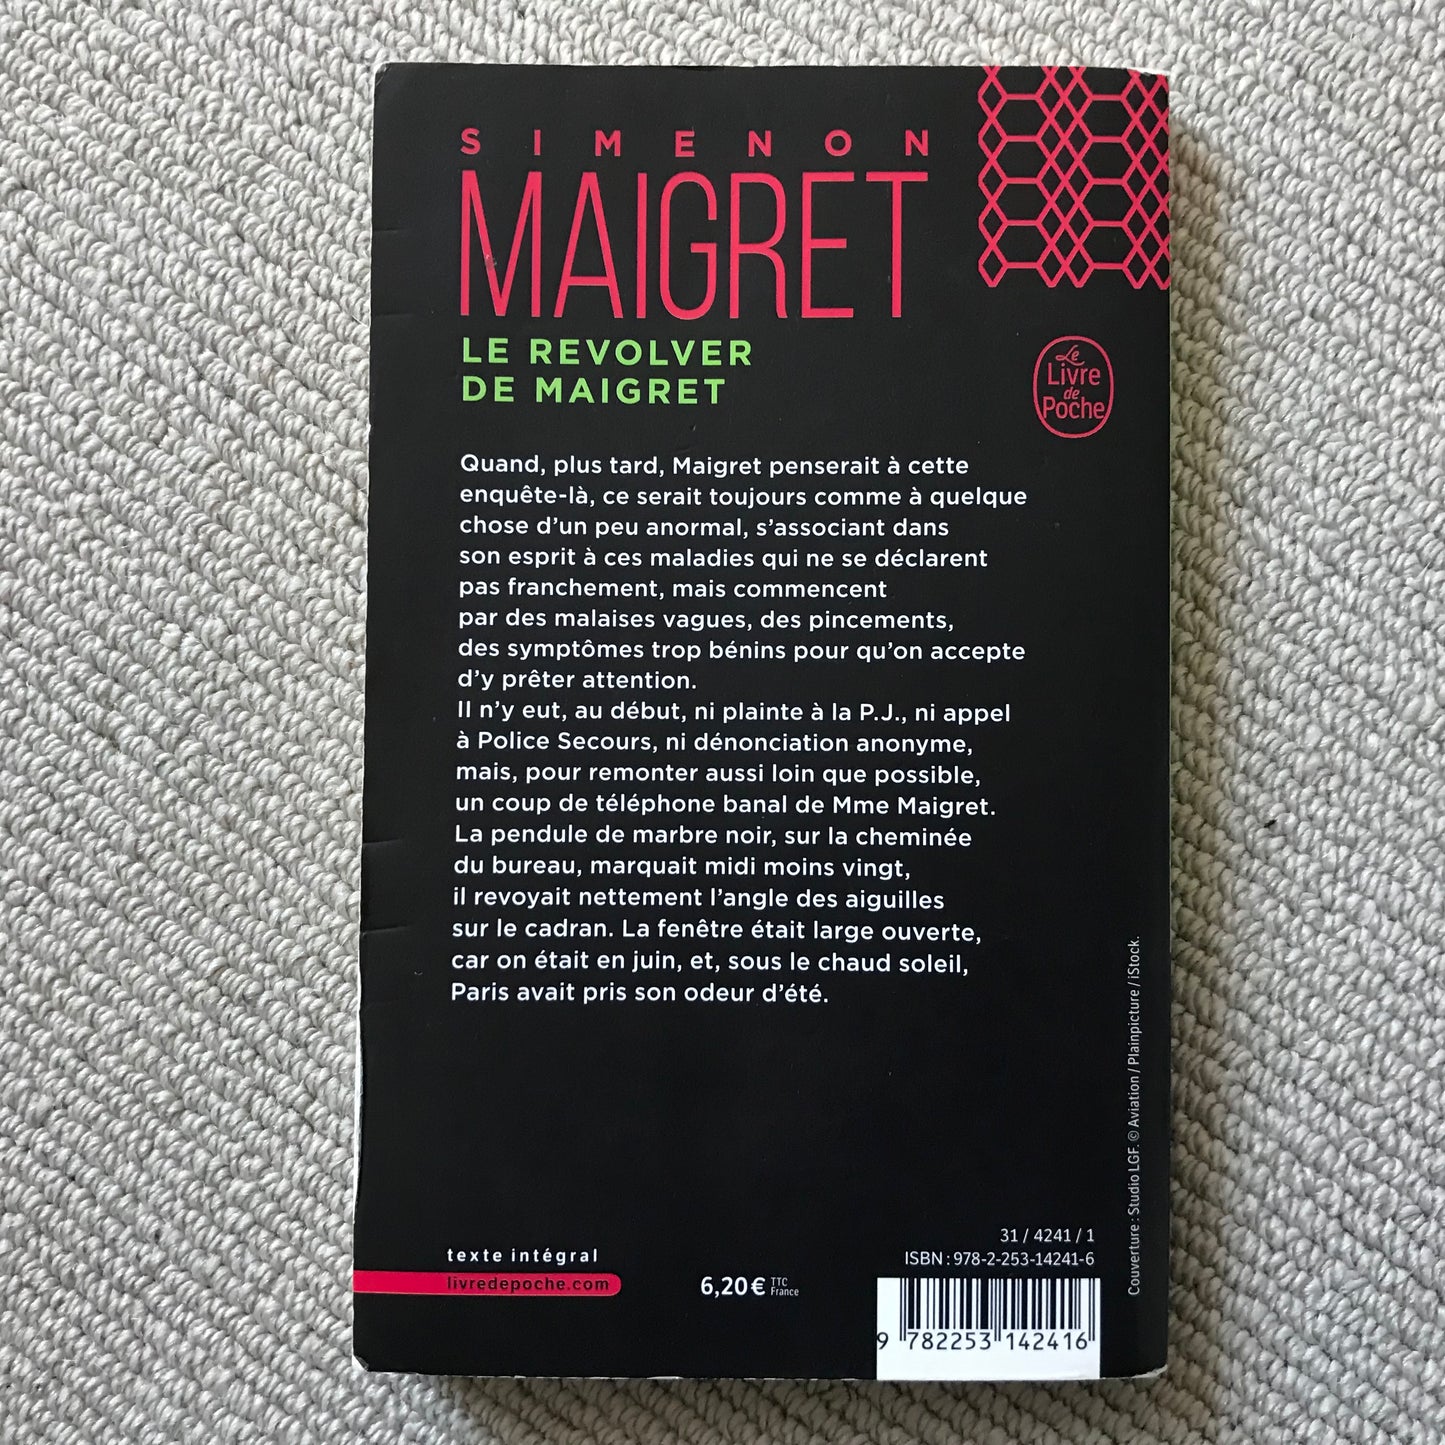 SIMENON
MAIGRET
LE REVOLVER
DE MAIGRET
Le
Livre
de
Poche
Quand, plus tard, Maigret penserait à cette
enquête-là, ce serait toujours comme à quelque
chose d’un peu anormal, s’associant dans
son esprit à ces maladies qui ne se déclarent
pas franchement, mais commencent
par des malaises vagues, des pincements,
des symptômes trop bénins pour qu’on accepte
d’y prêter attention.
Il n’y eut, au début, ni plainte à la P.J., ni appel
à Police Secours, ni dénonciation anonyme,
mais, pour remonter aussi loin que possible,
un coup de téléphone banal de Mme Maigret.
La pendule de marbre noir, sur la cheminée
du bureau, marquait midi moins vingt,
il revoyait nettement l’angle des aiguilles
sur le cadran. La fenêtre était large ouverte,
car on était en juin, et, sous le chaud soleil,
Paris avait pris son odeur d’été.
Couverture : Studio LGF. © Aviation / Plainpicture / iStock.
texte intégral
livredepoche.com
6,20 € TTC
France
31 / 4241 / 1
ISBN : 978-2-253-14241-6
9 782253 142416